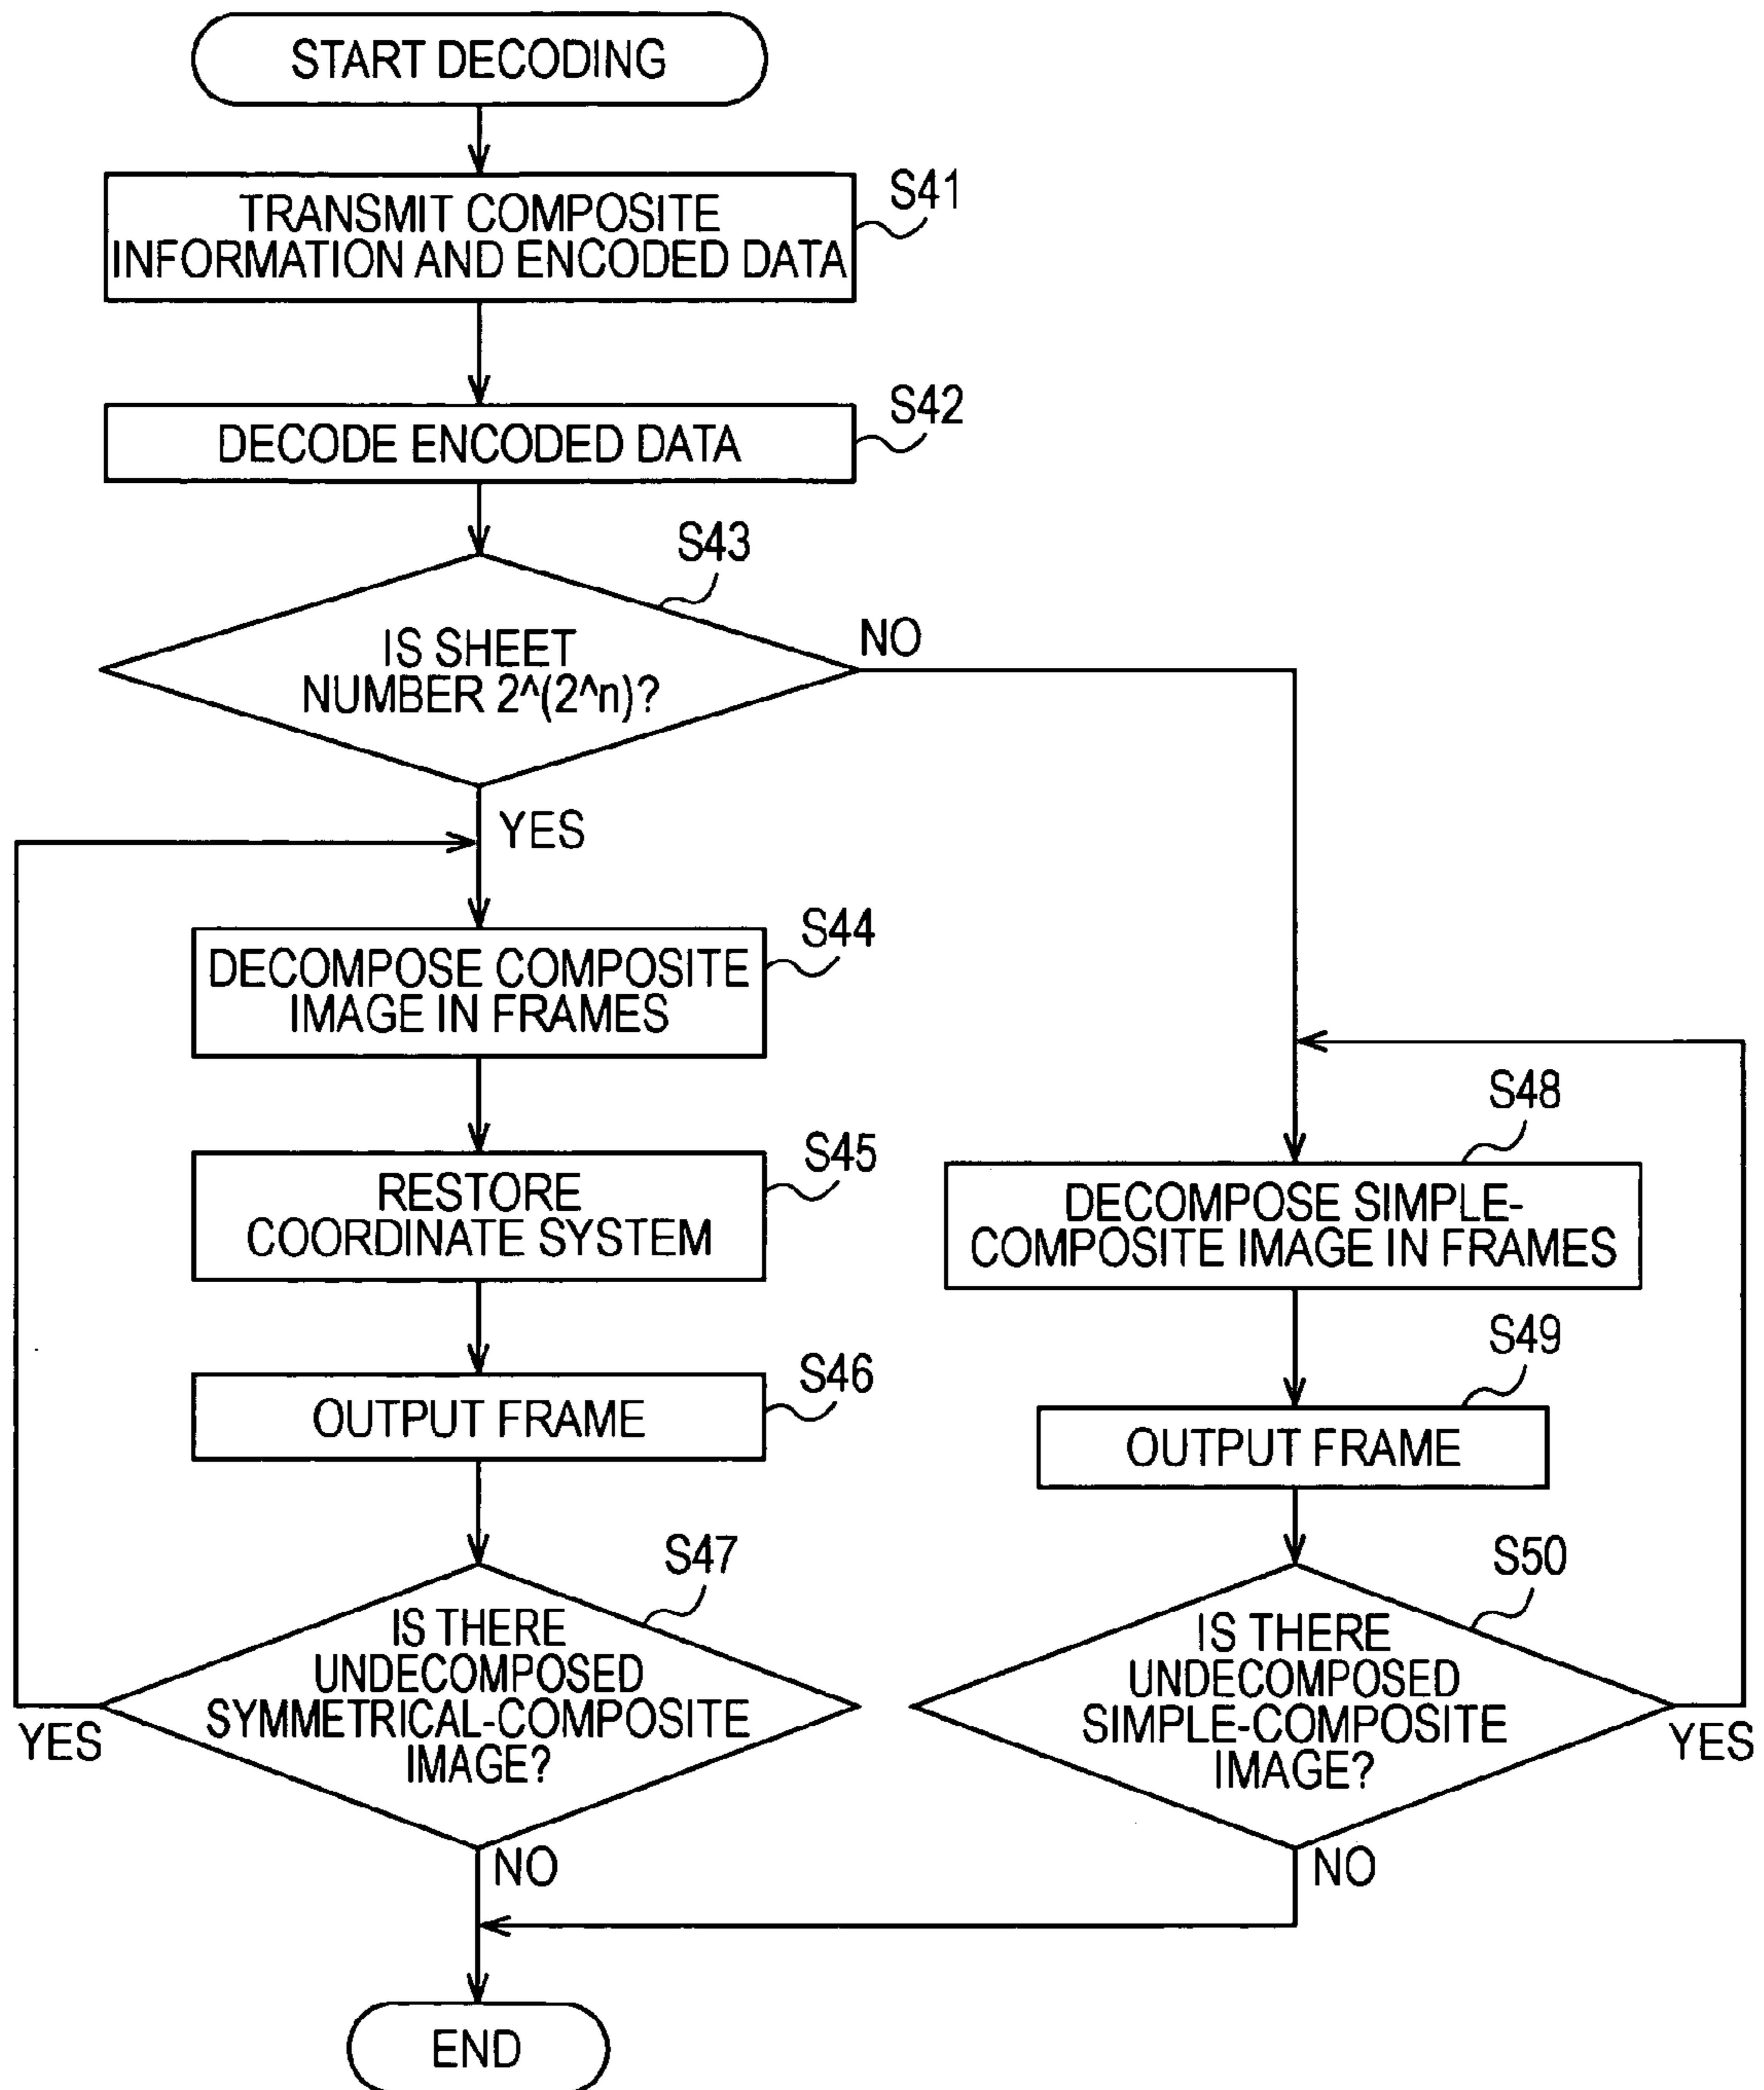 START DECODING
S41
TRANSMIT COMPOSITE
INFORMATION AND ENCODED DATA
S42
DECODE ENCODED DATA
S43
IS SHEET
NUMBER 2^(2^n)?
NO
YES
S44
DECOMPOSE COMPOSITE
IMAGE IN FRAMES
S45
RESTORE
COORDINATE SYSTEM
S46
OUTPUT FRAME
S47
IS THERE
UNDECOMPOSED
SYMMETRICAL-COMPOSITE
IMAGE?
YES
NO
S48
DECOMPOSE SIMPLE-
COMPOSITE IMAGE IN FRAMES
S49
OUTPUT FRAME
S50
IS THERE
UNDECOMPOSED
SIMPLE-COMPOSITE
IMAGE?
YES
NO
END